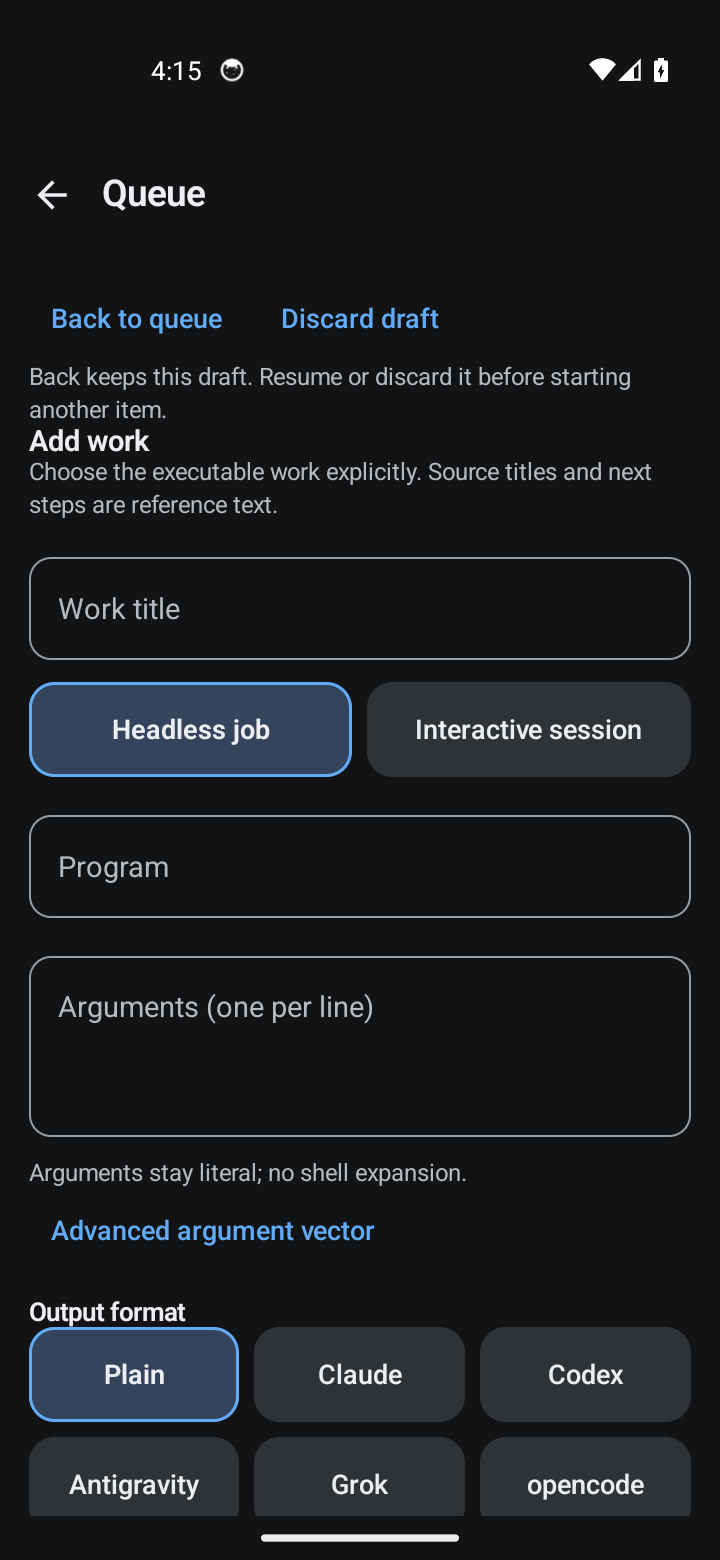 4:15
Queue
Back to queue Discard draft
Back keeps this draft. Resume or discard it before starting
another item.
Add work
Choose the executable work explicitly. Source titles and next
steps are reference text.
Work title
Headless job Interactive session
Program
Arguments (one per line)
Arguments stay literal; no shell expansion.
Advanced argument vector
Output format
Plain Claude Codex
Antigravity Grok opencode